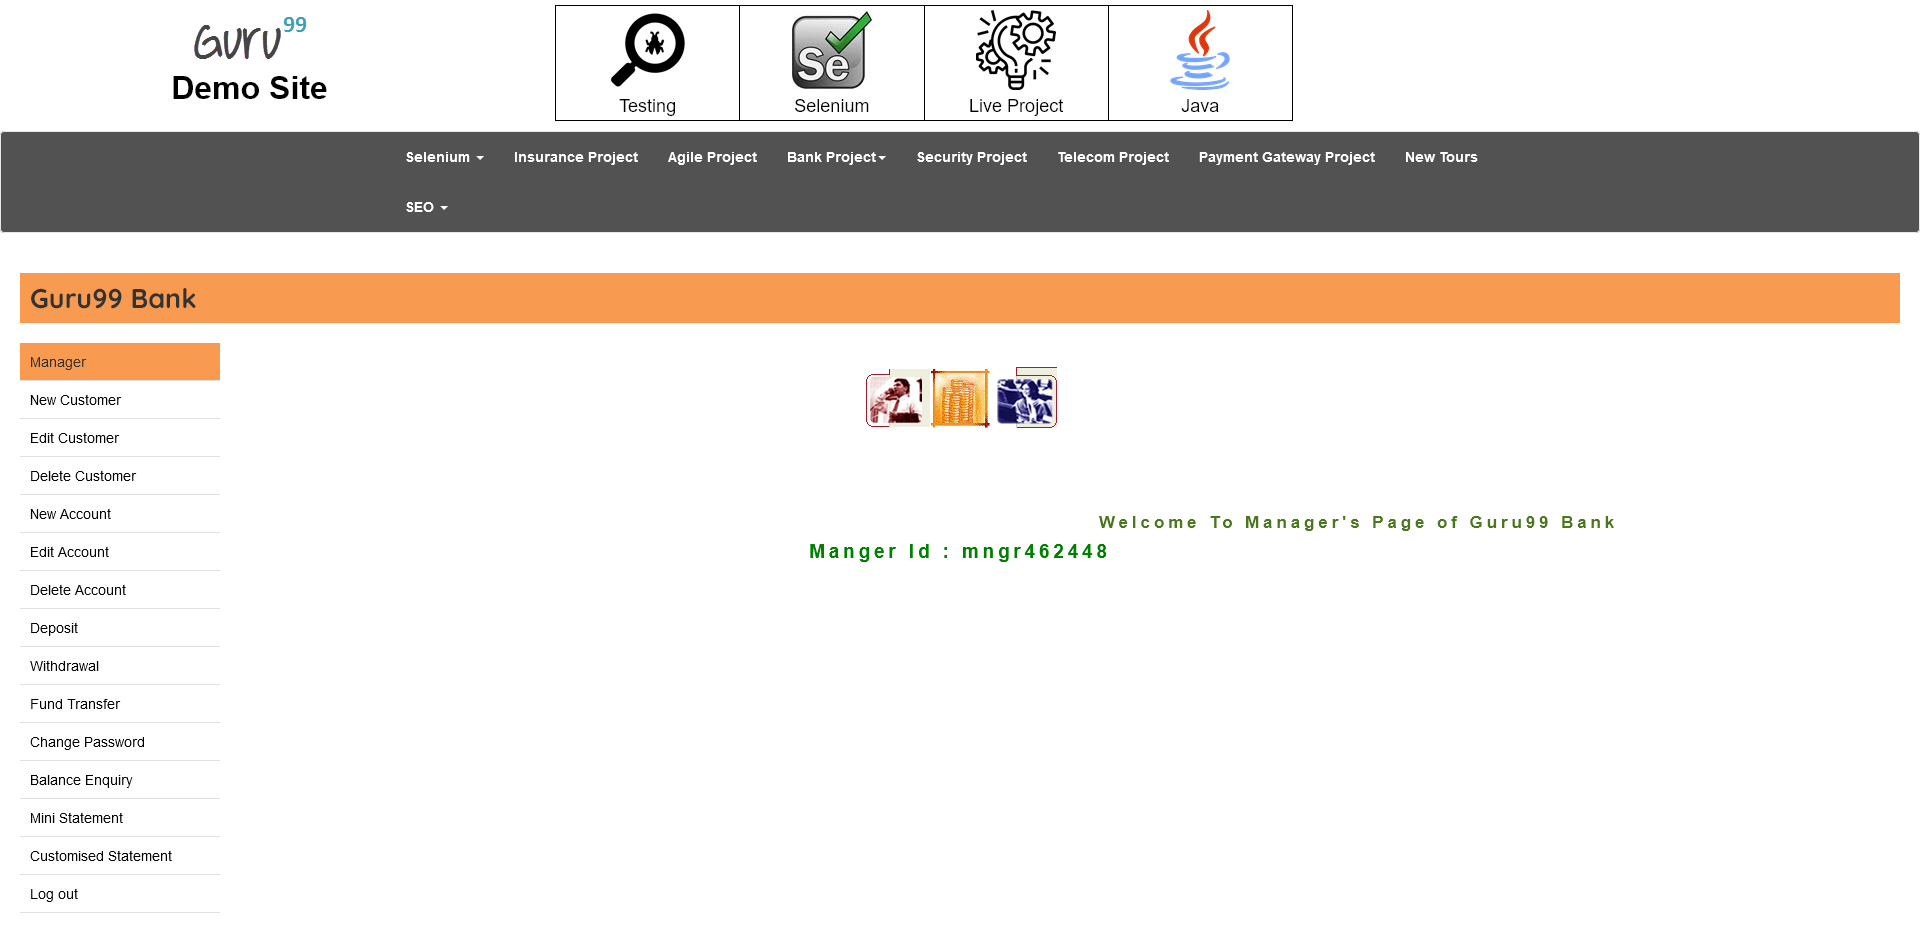 Guru99
Demo Site
Testing
Se
Selenium
Live Project
Java
Selenium
Insurance Project
Agile Project
Bank Project
Security Project
Telecom Project
Payment Gateway Project
New Tours
SEO
Guru99 Bank
Manager
New Customer
Edit Customer
Delete Customer
New Account
Edit Account
Delete Account
Deposit
Withdrawal
Fund Transfer
Change Password
Balance Enquiry
Mini Statement
Customised Statement
Log out
Welcome To Manager's Page of Guru99 Bank
Manger Id : mngr462448